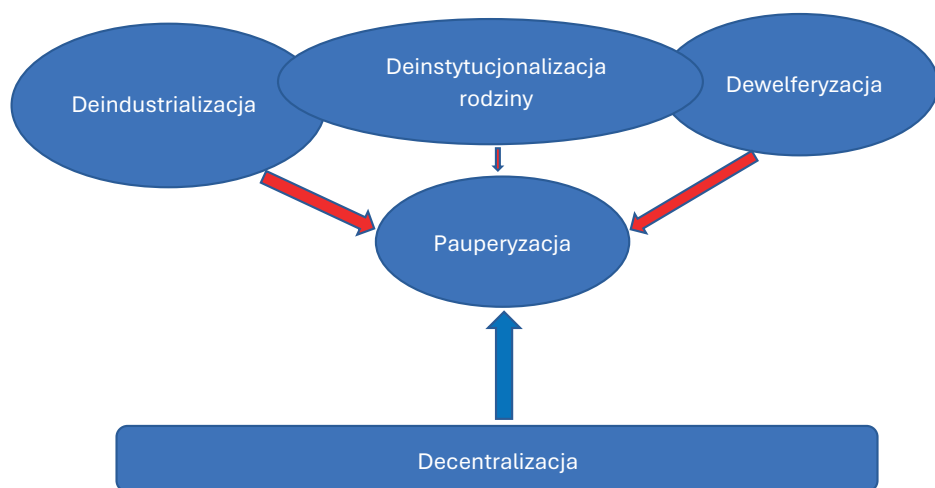 Deindustrializacja
Deinstytucjonalizacja
rodziny
Dewelferyzacja
Pauperyzacja
Decentralizacja